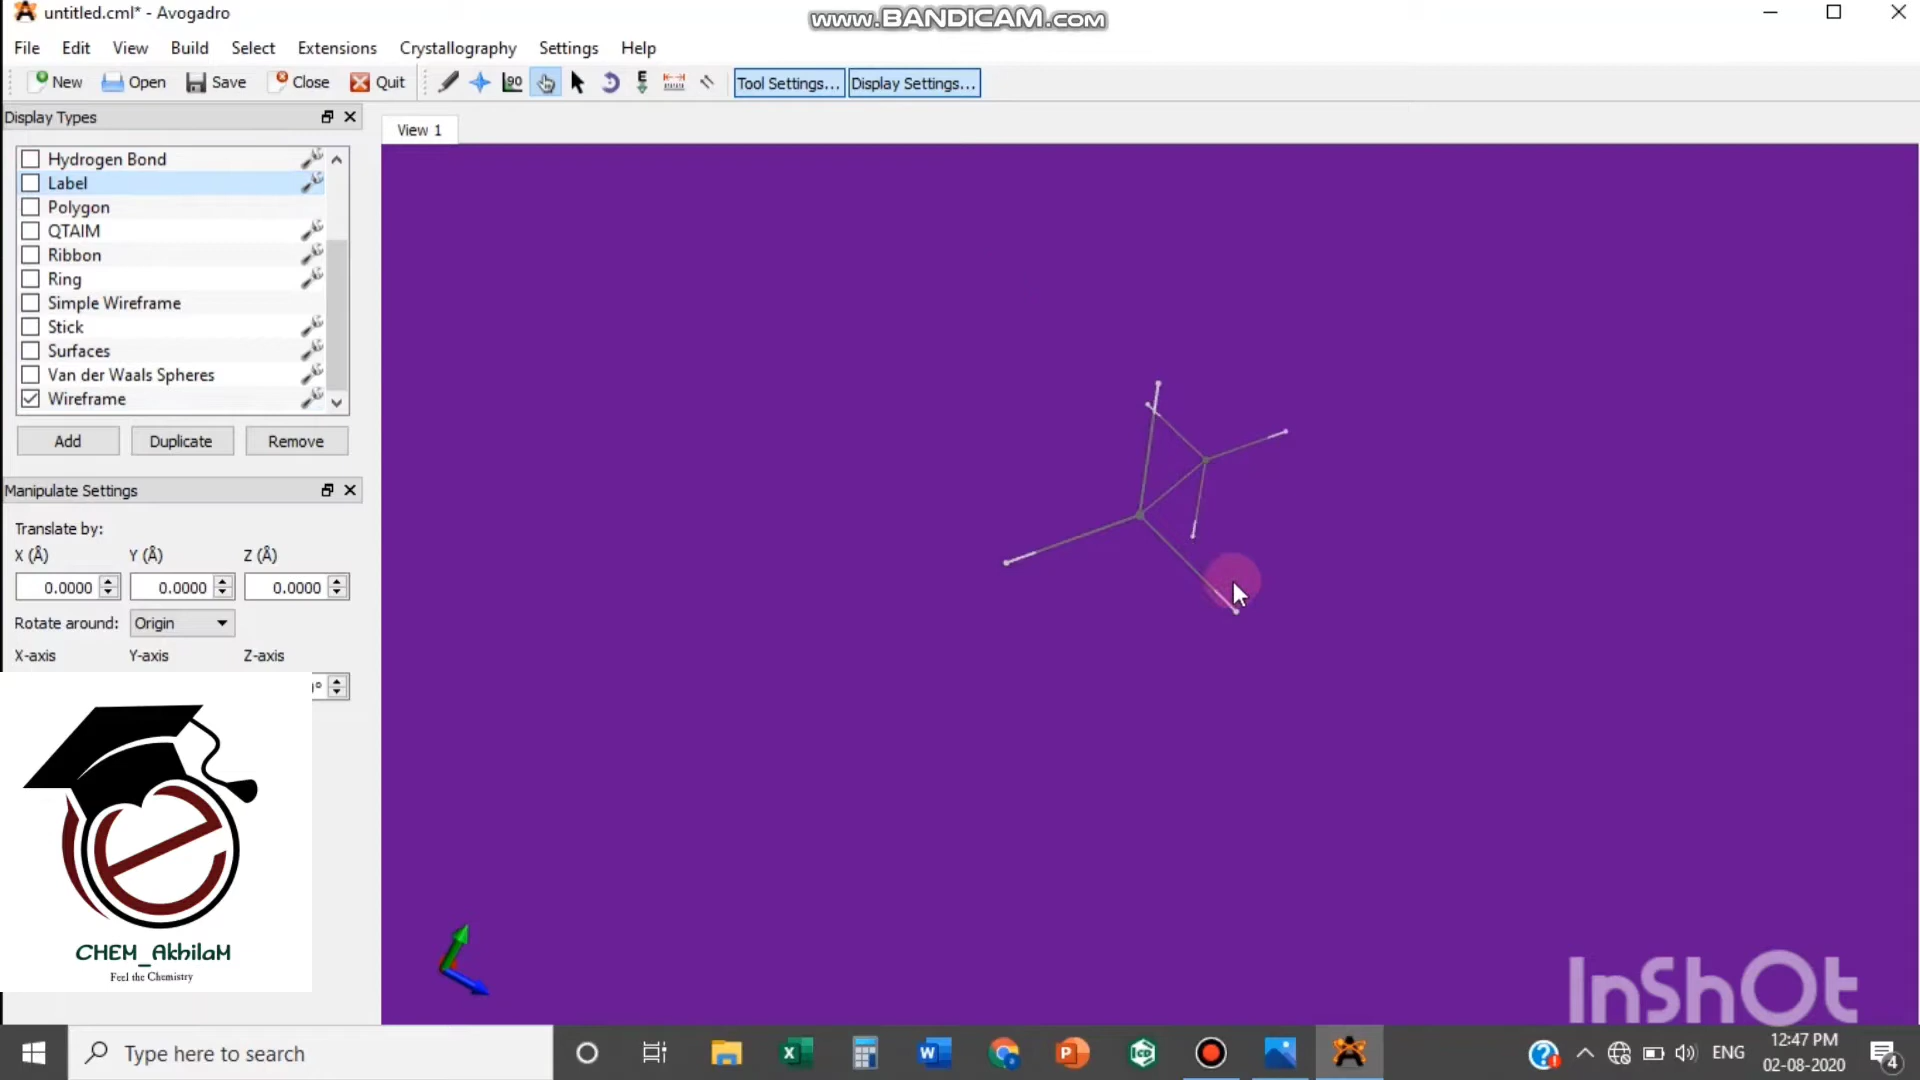 untitled.cml* - Avogadro
www.BANDICAM.com
File Edit View Build Select Extensions Crystallography Settings Help
New Open Save Close Quit Tool Settings... Display Settings...
Display Types
View 1
Hydrogen Bond
Label
Polygon
QTAIM
Ribbon
Ring
Simple Wireframe
Stick
Surfaces
Van der Waals Spheres
Wireframe
Add Duplicate Remove
Manipulate Settings
Translate by:
X (Å) Y (Å) Z (Å)
0.0000 0.0000 0.0000
Rotate around: Origin
X-axis Y-axis Z-axis
CHEM_AkhilaM
Feel the Chemistry
InShOt
Type here to search
ENG
12:47 PM
02-08-2020
4